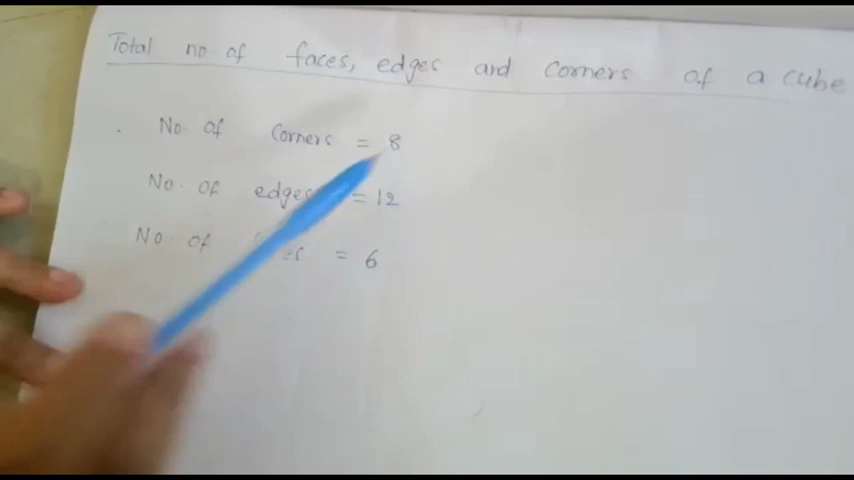 Total no of faces, edges and corners of a cube
No. of corners = 8
No. of edges = 12
No of = 6